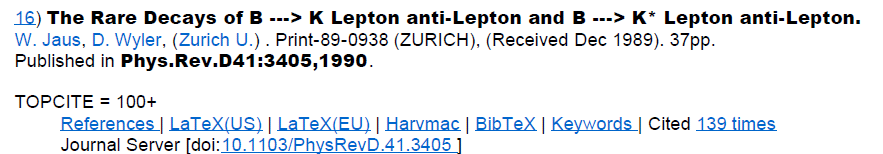 16) The Rare Decays of B ---> K Lepton anti-Lepton and B ---> K* Lepton anti-Lepton.
W. Jaus, D. Wyler, (Zurich U.) . Print-89-0938 (ZURICH), (Received Dec 1989). 37pp.
Published in Phys.Rev.D41:3405,1990.
TOPCITE = 100+
References | LaTeX(US) | LaTeX(EU) | Harvmac | BibTeX | Keywords | Cited 139 times
Journal Server [doi:10.1103/PhysRevD.41.3405 ]